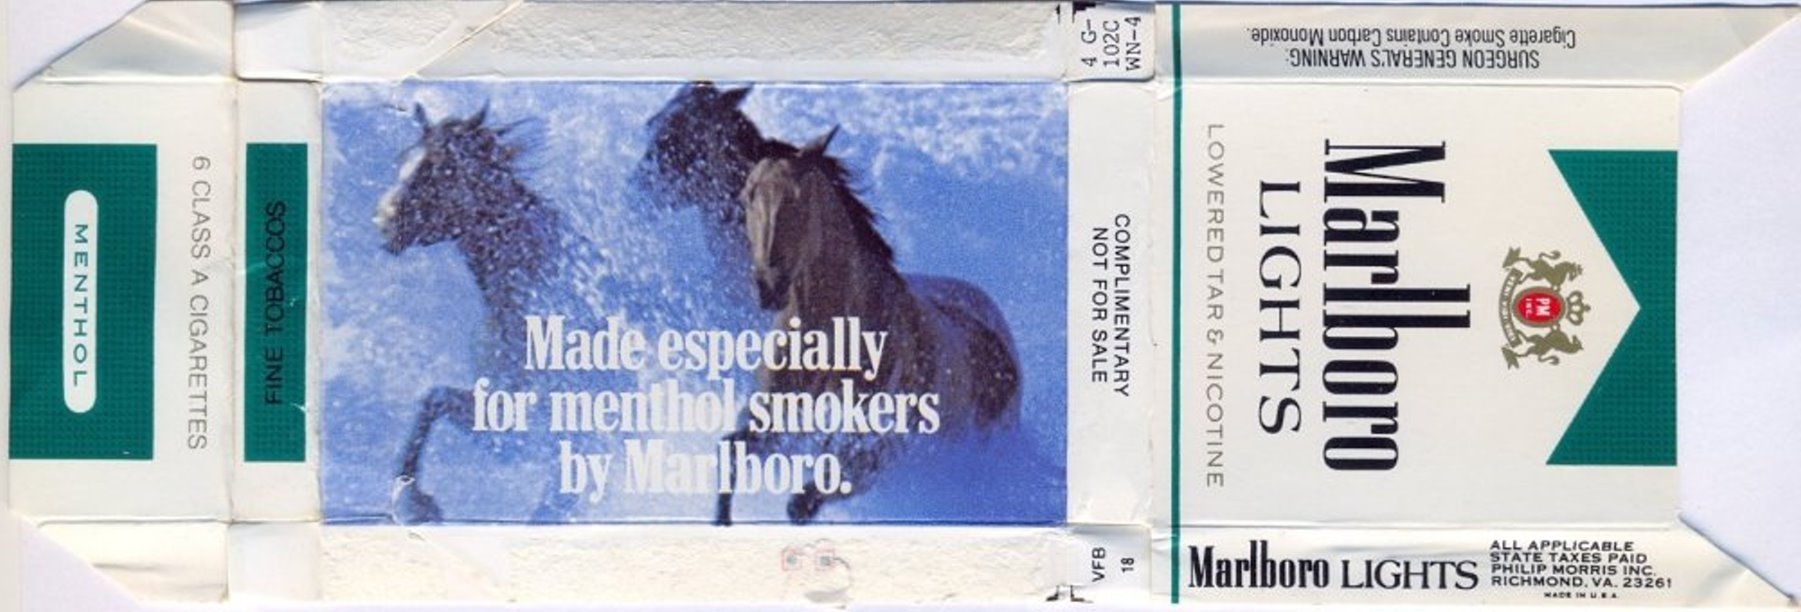 MENTHOL
6 CLASS A CIGARETTES
FINE TOBACCOS
Made especially
for menthol smokers
by Marlboro.
4 G-
102C
MN-4
COMPLIMENTARY
NOT FOR SALE
VFB
18
SURGEON GENERAL'S WARNING:
Cigarette Smoke Contains Carbon Monoxide.
Marlboro
LIGHTS
LOWERED TAR & NICOTINE
PM
INC.
Marlboro LIGHTS
ALL APPLICABLE
STATE TAXES PAID
PHILIP MORRIS INC.
RICHMOND, VA. 23261
MADE IN U.S.A.